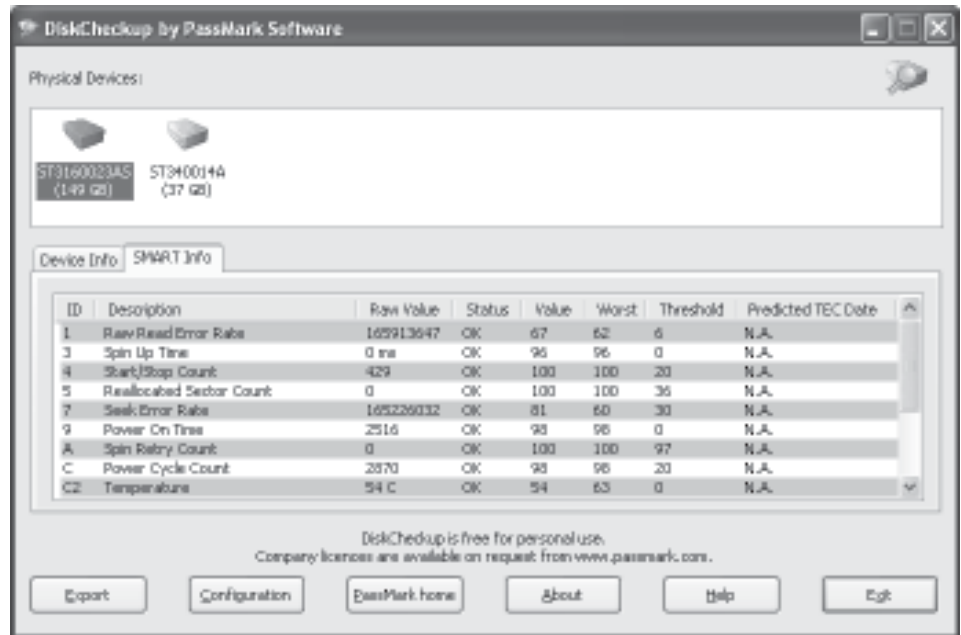 DiskCheckup by PassMark Software
Physical Devices:
ST3160023AS ST340014A
(149 GB) (37 GB)
Device Info SMART Info
ID Description Raw Value Status Value Worst Threshold Predicted TEC Date
1 Raw Read Error Rate 165913647 OK 67 62 6 N.A.
3 Spin Up Time 0 ms OK 96 96 0 N.A.
4 Start/Stop Count 429 OK 100 100 20 N.A.
5 Reallocated Sector Count 0 OK 100 100 36 N.A.
7 Seek Error Rate 165226032 OK 81 60 30 N.A.
9 Power On Time 2516 OK 98 98 0 N.A.
A Spin Retry Count 0 OK 100 100 97 N.A.
C Power Cycle Count 2870 OK 98 98 20 N.A.
C2 Temperature 54 C OK 54 63 0 N.A.
DiskCheckup is free for personal use.
Company licences are available on request from www.passmark.com.
Export Configuration PassMark home About Help Exit